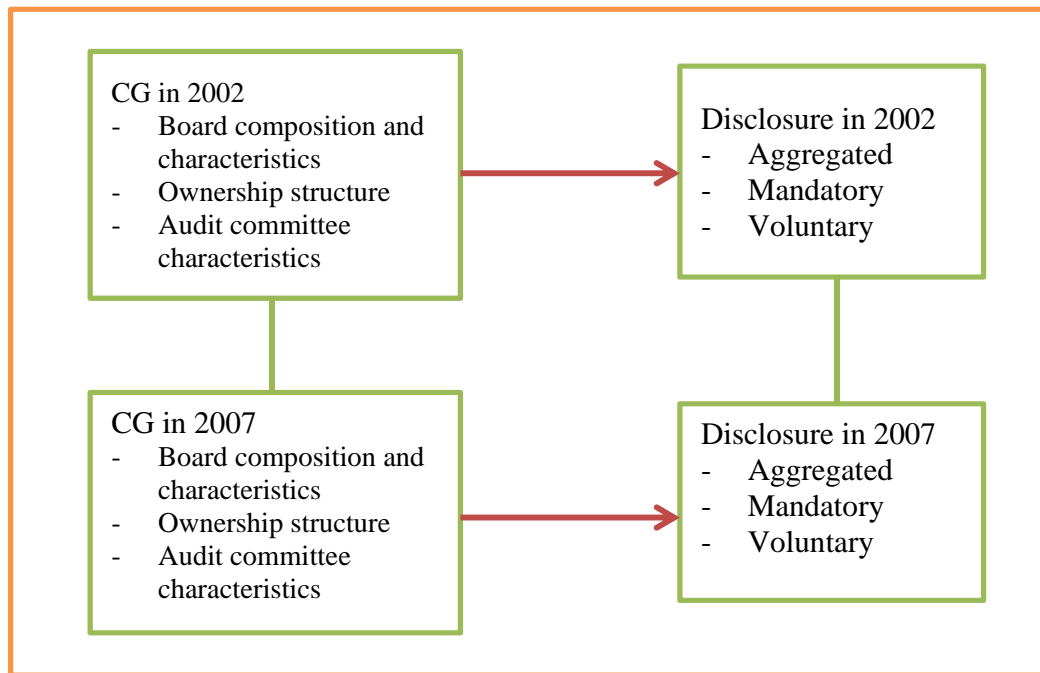 CG in 2002
- Board composition and
characteristics
- Ownership structure
- Audit committee
characteristics
Disclosure in 2002
- Aggregated
- Mandatory
- Voluntary
CG in 2007
- Board composition and
characteristics
- Ownership structure
- Audit committee
characteristics
Disclosure in 2007
- Aggregated
- Mandatory
- Voluntary